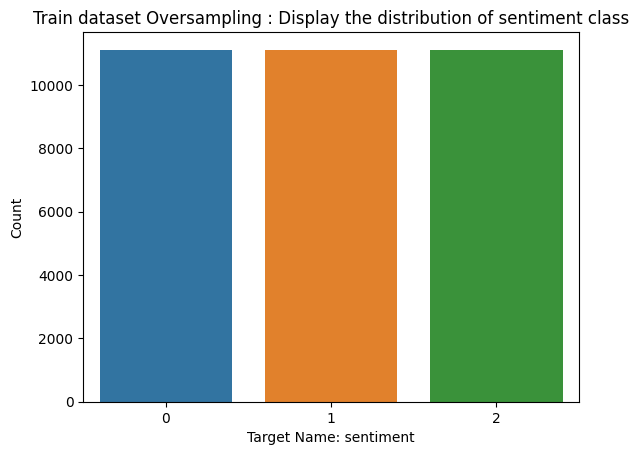 Train dataset Oversampling : Display the distribution of sentiment class
10000
8000
6000
4000
2000
0
Count
0 1 2
Target Name: sentiment